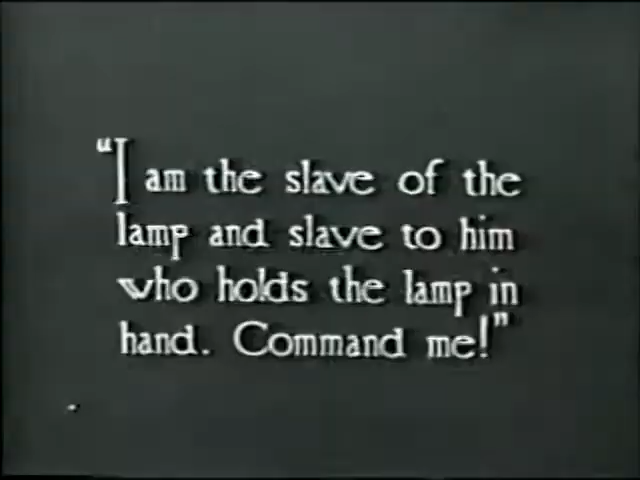 “I am the slave of the
lamp and slave to him
who holds the lamp in
hand. Command me!”